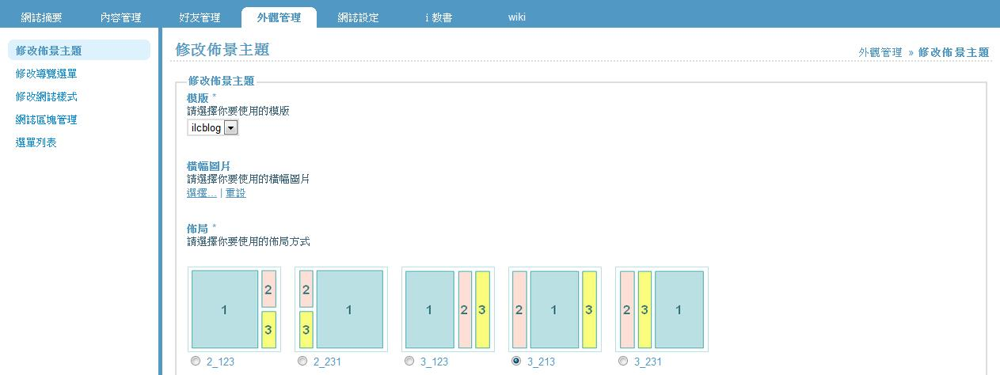 網誌摘要 內容管理 好友管理 外觀管理 網誌設定 i 教書 wiki
修改佈景主題
修改導覽選單
修改網誌樣式
網誌區塊管理
選單列表
修改佈景主題
外觀管理 » 修改佈景主題
修改佈景主題
模版 *
請選擇你要使用的模版
ilcblog
橫幅圖片
請選擇你要使用的橫幅圖片
選擇... | 重設
佈局 *
請選擇你要使用的佈局方式
1 2 3
2 3 1
1 2 3
2 1 3
2 3 1
2_123 2_231 3_123 3_213 3_231